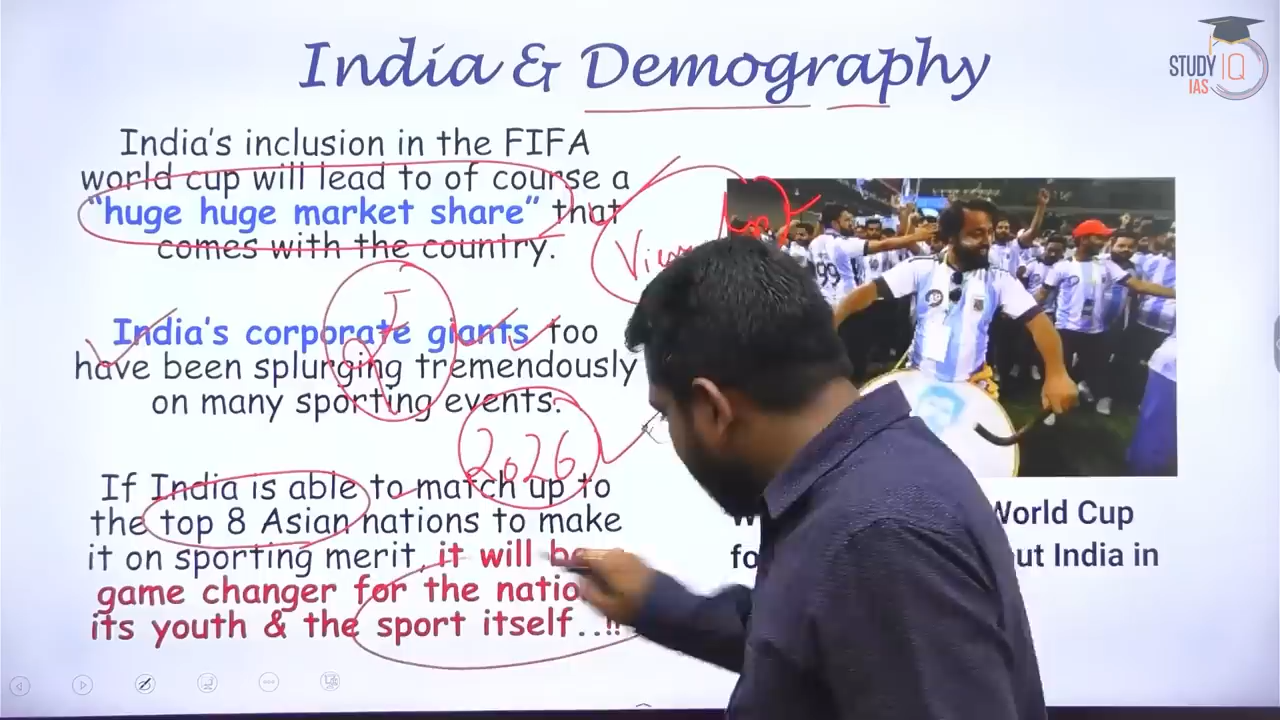 India & Demography
STUDY IQ
IAS
India's inclusion in the FIFA
world cup will lead to of course a
"huge huge market share" that
comes with the country.
India's corporate giants too
have been splurging tremendously
on many sporting events.
2026
If India is able to match up to
the top 8 Asian nations to make
it on sporting merit, it will be
game changer for the
its youth & the sport itself..!!
World Cup
India in